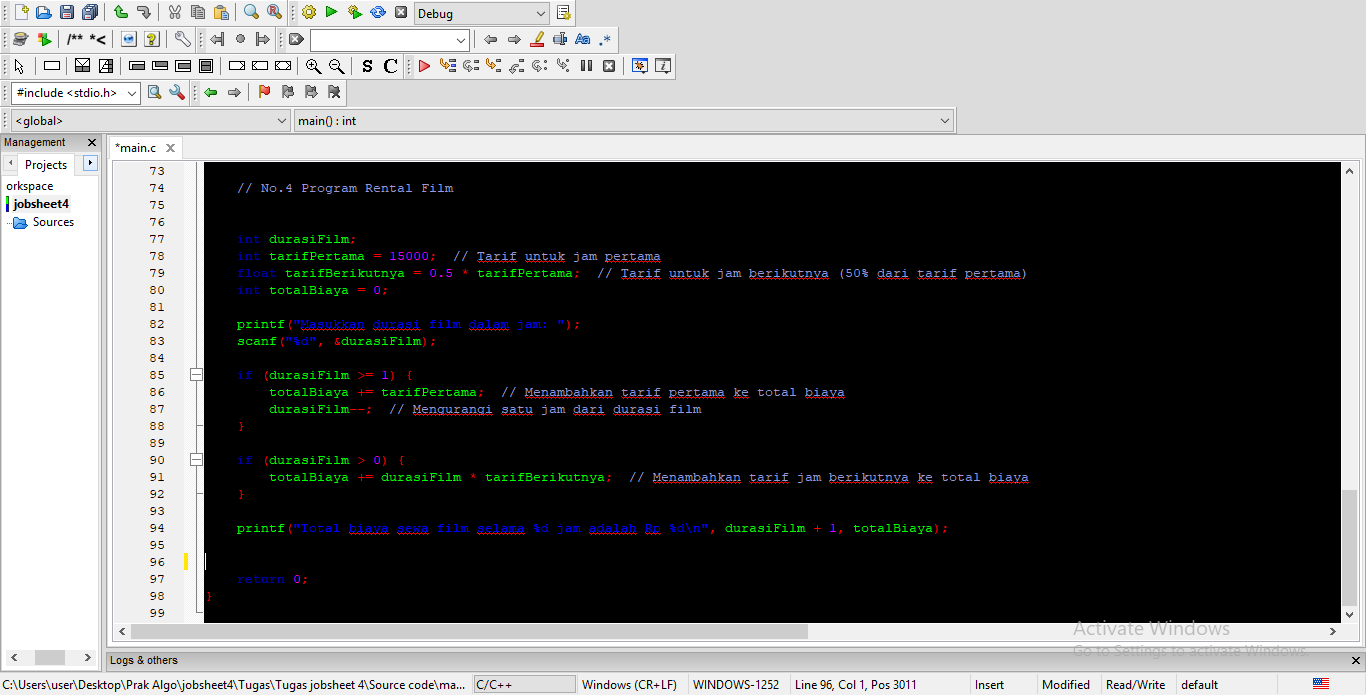 Debug
/** *<
Aa .*
S C
#include <stdio.h>
<global>
main() : int
Management
*main.c
Projects
orkspace
jobsheet4
Sources
73
74 // No.4 Program Rental Film
75
76
77 int durasiFilm;
78 int tarifPertama = 15000; // Tarif untuk jam pertama
79 float tarifBerikutnya = 0.5 * tarifPertama; // Tarif untuk jam berikutnya (50% dari tarif pertama)
80 int totalBiaya = 0;
81
82 printf("Masukkan durasi film dalam jam: ");
83 scanf("%d", &durasiFilm);
84
85 if (durasiFilm >= 1) {
86 totalBiaya += tarifPertama; // Menambahkan tarif pertama ke total biaya
87 durasiFilm--; // Mengurangi satu jam dari durasi film
88 }
89
90 if (durasiFilm > 0) {
91 totalBiaya += durasiFilm * tarifBerikutnya; // Menambahkan tarif jam berikutnya ke total biaya
92 }
93
94 printf("Total biaya sewa film selama %d jam adalah Rp %d\n", durasiFilm + 1, totalBiaya);
95
96
97 return 0;
98 }
99
Activate Windows
Go to Settings to activate Windows.
Logs & others
C:\Users\user\Desktop\Prak Algo\jobsheet4\Tugas\Tugas jobsheet 4\Source code\ma... C/C++ Windows (CR+LF) WINDOWS-1252 Line 96, Col 1, Pos 3011 Insert Modified Read/Write default